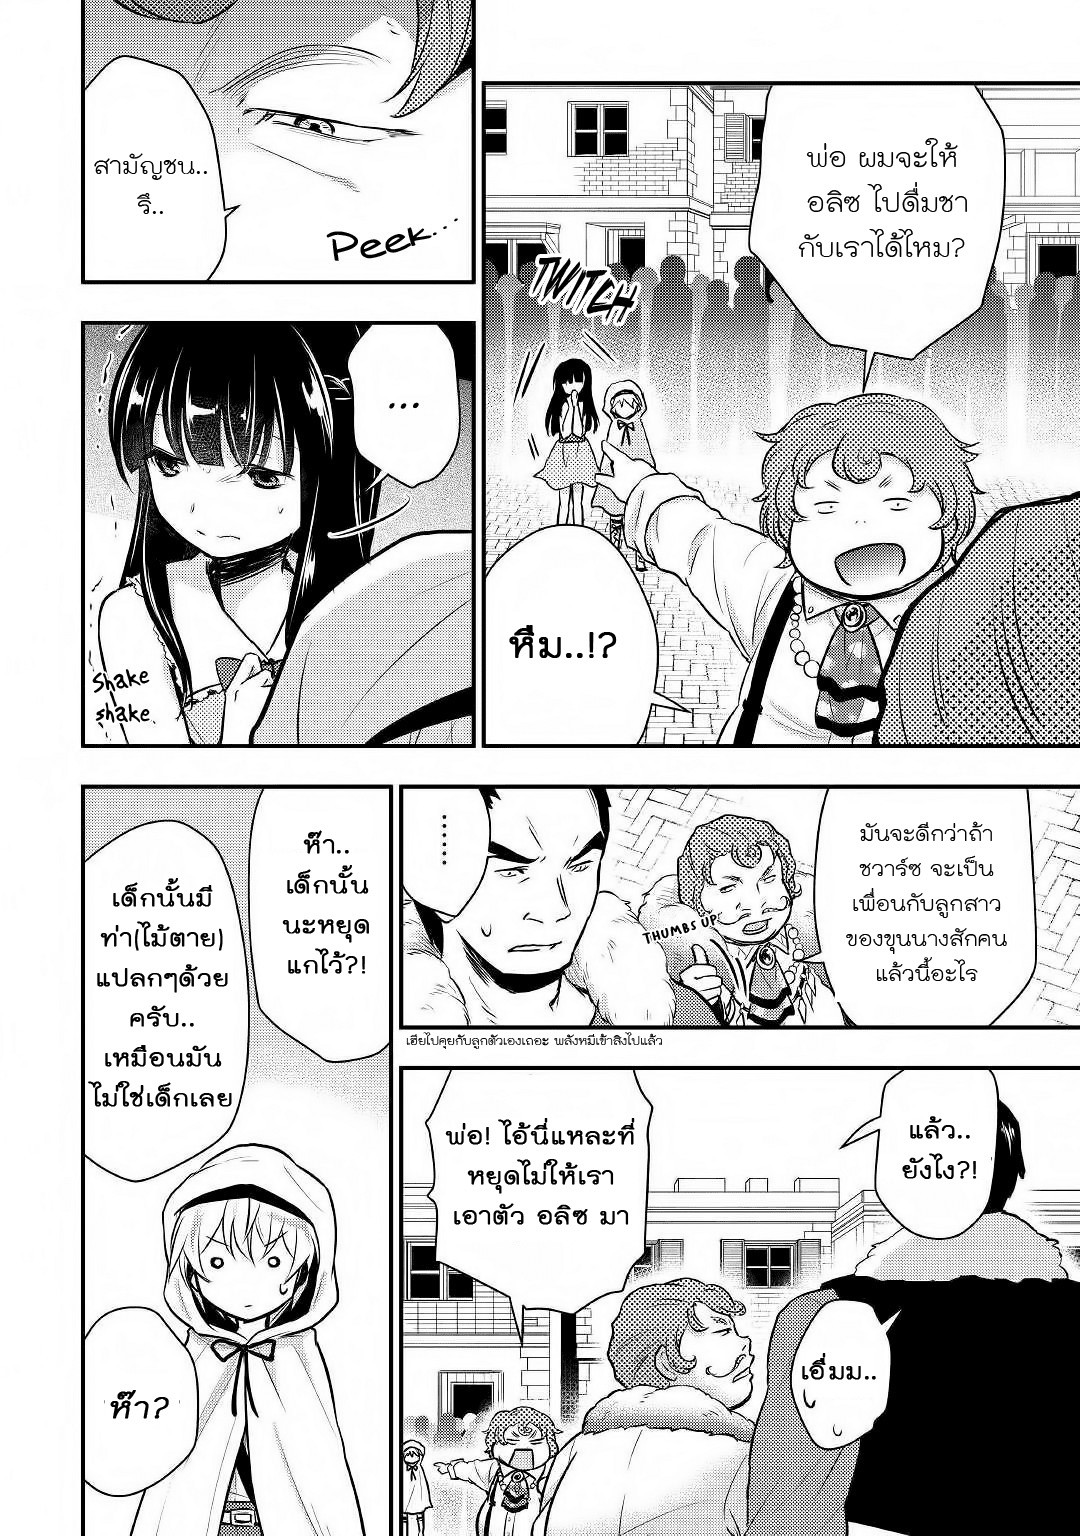 พ่อ ผมจะให้
อลิซ ไปดื่มชา
กับเราได้ไหม?
TWITCH
หืม..!?
สามัญชน..
รึ..
Peek...
...
Shake
shake
มันจะดีกว่าถ้า
ชวาร์ซ จะเป็น
เพื่อนกับลูกสาว
ของขุนนางสักคน
แล้วนี้อะไร
THUMBS UP
......
เฮียไปคุยกับลูกตัวเองเถอะ พลังหมีเข้าสิงไปแล้ว
แล้ว..
ยังไง?!
พ่อ! ไอ้นี่แหละที่
หยุดไม่ให้เรา
เอาตัว อลิซ มา
เอื่มม..
ห๊า..
เด็กนั้น
นะหยุด
แกไว้?!
เด็กนั้นมี
ท่า(ไม้ตาย)
แปลกๆด้วย
ครับ..
เหมือนมัน
ไม่ใช่เด็กเลย
ห๊า?